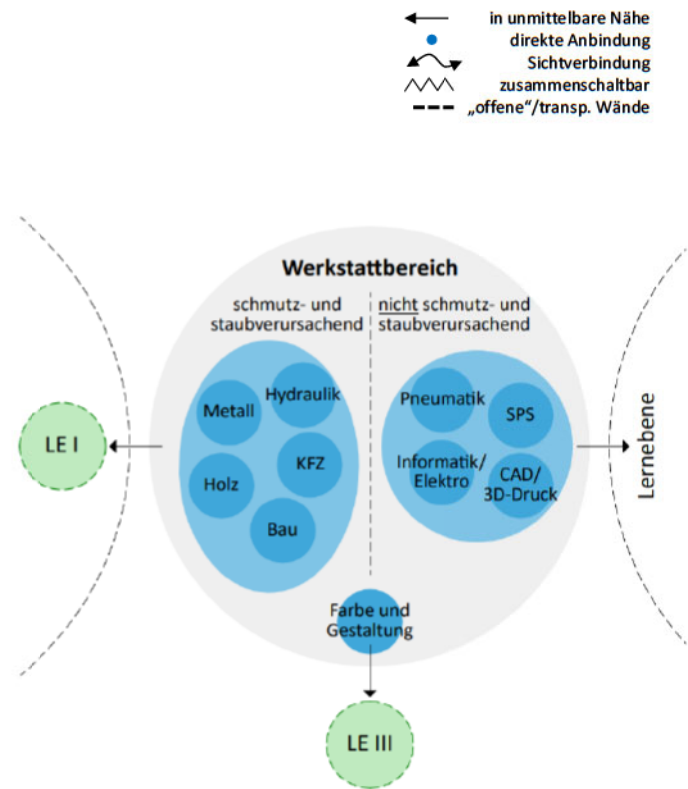 in unmittelbare Nähe
direkte Anbindung
Sichtverbindung
zusammenschaltbar
„offene“/transp. Wände
Werkstattbereich
schmutz- und
staubverursachend
nicht schmutz- und
staubverursachend
Hydraulik
Metall
KFZ
Holz
Bau
Pneumatik
SPS
Informatik/
Elektro
CAD/
3D-Druck
Farbe und
Gestaltung
LE I
Lernebene
LE III